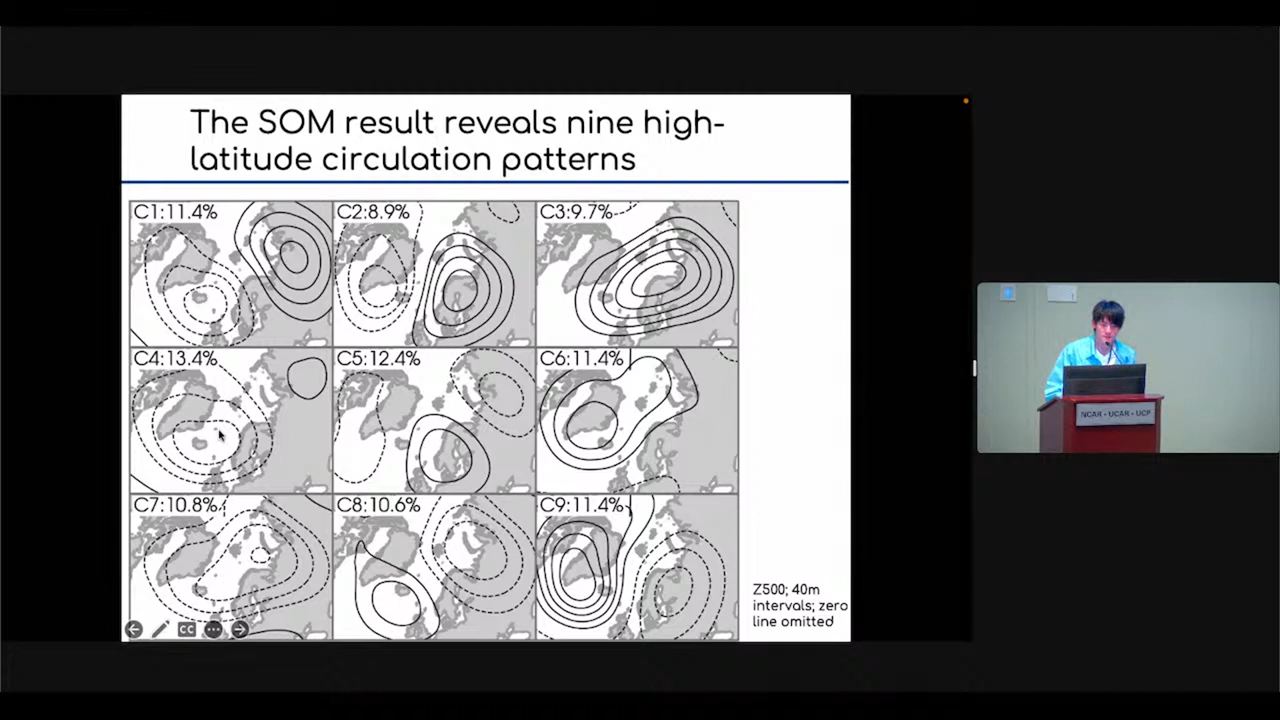 The SOM result reveals nine high-
latitude circulation patterns
C1:11.4%
C2:8.9%
C3:9.7%
C4:13.4%
C5:12.4%
C6:11.4%
C7:10.8%
C8:10.6%
C9:11.4%
Z500; 40m
intervals; zero
line omitted
CC
NCAR • UCAR • UCP